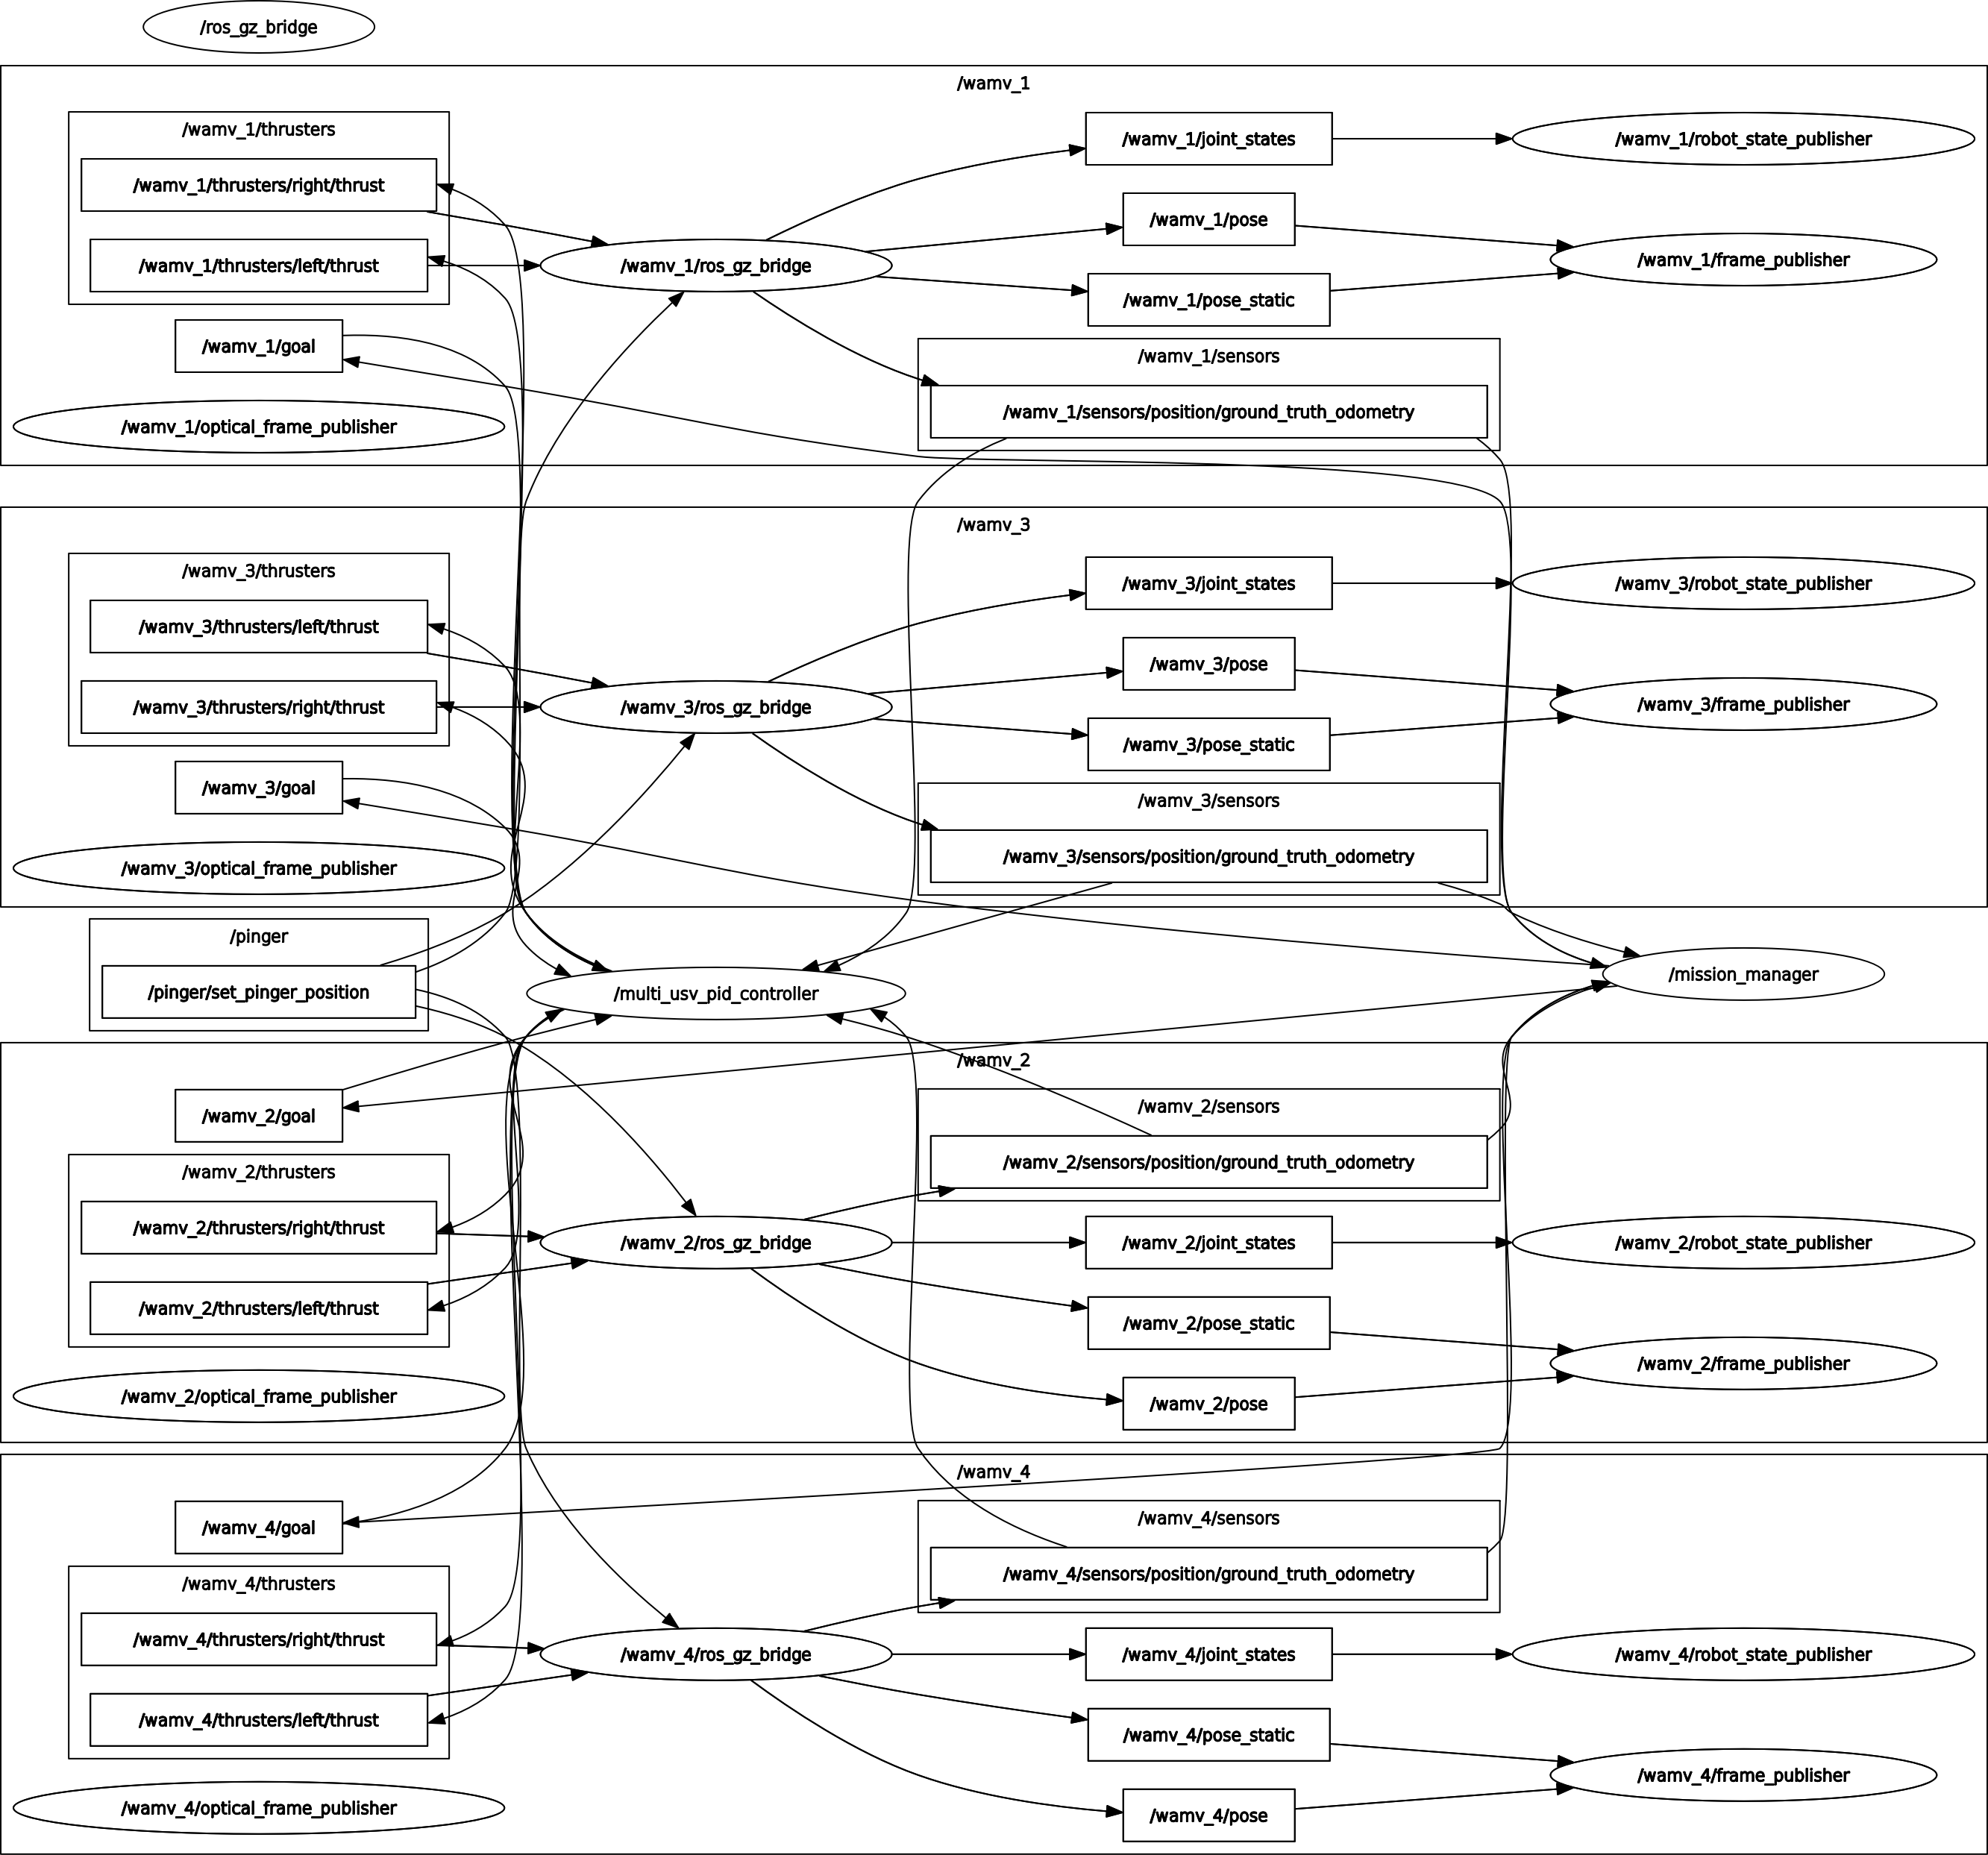 /ros_gz_bridge
/wamv_1
/wamv_1/thrusters
/wamv_1/thrusters/right/thrust
/wamv_1/thrusters/left/thrust
/wamv_1/goal
/wamv_1/optical_frame_publisher
/wamv_1/ros_gz_bridge
/wamv_1/joint_states
/wamv_1/pose
/wamv_1/pose_static
/wamv_1/sensors
/wamv_1/sensors/position/ground_truth_odometry
/wamv_1/robot_state_publisher
/wamv_1/frame_publisher
/wamv_3
/wamv_3/thrusters
/wamv_3/thrusters/left/thrust
/wamv_3/thrusters/right/thrust
/wamv_3/goal
/wamv_3/optical_frame_publisher
/wamv_3/ros_gz_bridge
/wamv_3/joint_states
/wamv_3/pose
/wamv_3/pose_static
/wamv_3/sensors
/wamv_3/sensors/position/ground_truth_odometry
/wamv_3/robot_state_publisher
/wamv_3/frame_publisher
/pinger
/pinger/set_pinger_position
/multi_usv_pid_controller
/mission_manager
/wamv_2
/wamv_2/goal
/wamv_2/thrusters
/wamv_2/thrusters/right/thrust
/wamv_2/thrusters/left/thrust
/wamv_2/optical_frame_publisher
/wamv_2/ros_gz_bridge
/wamv_2/sensors
/wamv_2/sensors/position/ground_truth_odometry
/wamv_2/joint_states
/wamv_2/pose_static
/wamv_2/pose
/wamv_2/robot_state_publisher
/wamv_2/frame_publisher
/wamv_4
/wamv_4/goal
/wamv_4/thrusters
/wamv_4/thrusters/right/thrust
/wamv_4/thrusters/left/thrust
/wamv_4/optical_frame_publisher
/wamv_4/ros_gz_bridge
/wamv_4/sensors
/wamv_4/sensors/position/ground_truth_odometry
/wamv_4/joint_states
/wamv_4/pose_static
/wamv_4/pose
/wamv_4/robot_state_publisher
/wamv_4/frame_publisher